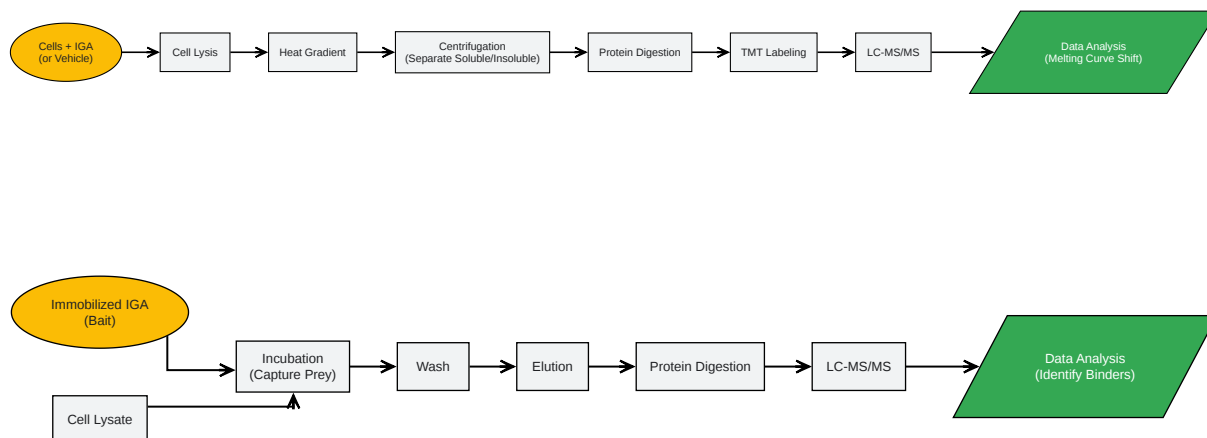 Cells + IGA
(or Vehicle)
Cell Lysis
Heat Gradient
Centrifugation
(Separate Soluble/Insoluble)
Protein Digestion
TMT Labeling
LC-MS/MS
Data Analysis
(Melting Curve Shift)
Immobilized IGA
(Bait)
Cell Lysate
Incubation
(Capture Prey)
Wash
Elution
Protein Digestion
LC-MS/MS
Data Analysis
(Identify Binders)